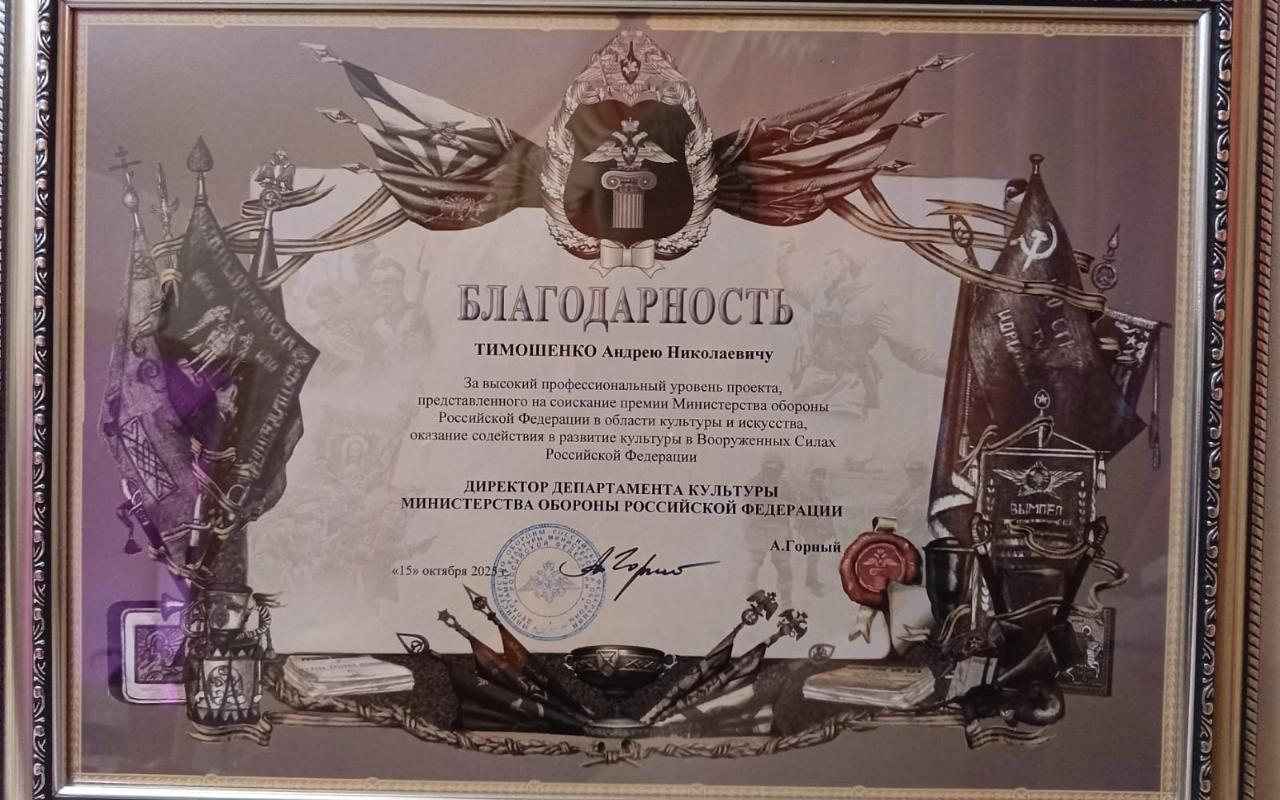 БЛАГОДАРНОСТЬ
ТИМОШЕНКО Андрею Николаевичу
За высокий профессиональный уровень проекта,
представленного на соискание премии Министерства обороны
Российской Федерации в области культуры и искусства,
оказание содействия в развитие культуры в Вооруженных Силах
Российской Федерации
ДИРЕКТОР ДЕПАРТАМЕНТА КУЛЬТУРЫ
МИНИСТЕРСТВА ОБОРОНЫ РОССИЙСКОЙ ФЕДЕРАЦИИ
А.Горный
«15» октября 2025
ВЫМПЕЛ